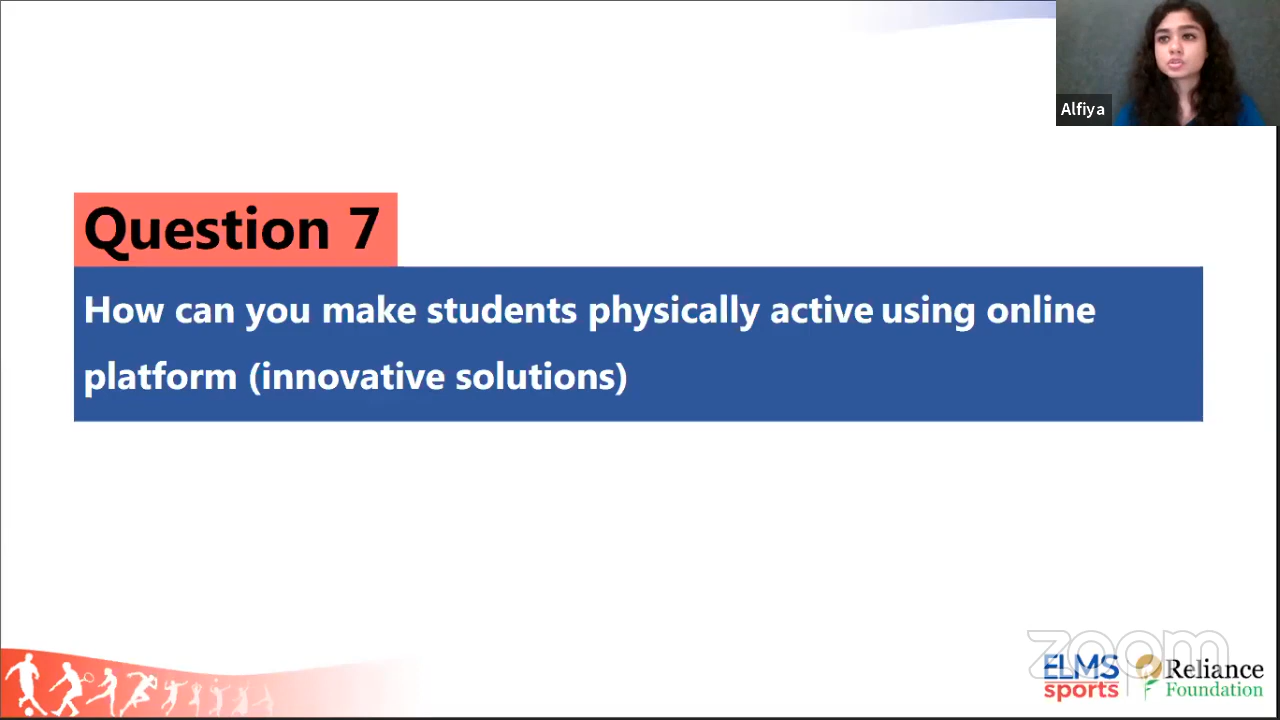 Alfiya
Question 7
How can you make students physically active using online
platform (innovative solutions)
zoom
ELMS
sports
Reliance
Foundation